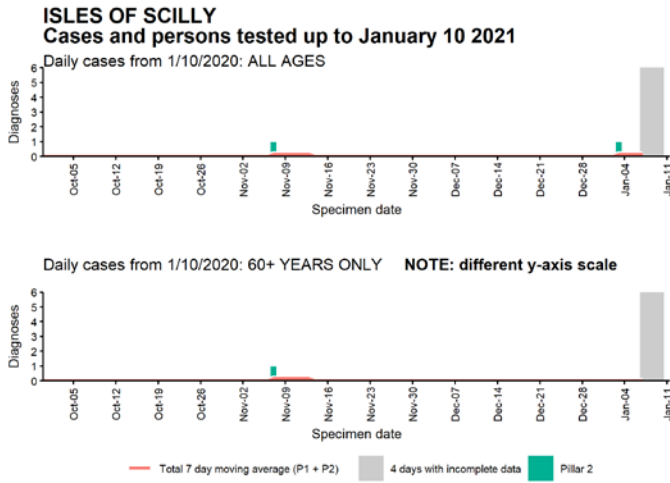 ISLES OF SCILLY
Cases and persons tested up to January 10 2021
Daily cases from 1/10/2020: ALL AGES
Diagnoses
6
5
4
3
2
1
0
Oct-05
Oct-12
Oct-19
Oct-26
Nov-02
Nov-09
Nov-16
Nov-23
Nov-30
Dec-07
Dec-14
Dec-21
Dec-28
Jan-04
Jan-11
Specimen date
Daily cases from 1/10/2020: 60+ YEARS ONLY NOTE: different y-axis scale
Diagnoses
6
5
4
3
2
1
0
Oct-05
Oct-12
Oct-19
Oct-26
Nov-02
Nov-09
Nov-16
Nov-23
Nov-30
Dec-07
Dec-14
Dec-21
Dec-28
Jan-04
Jan-11
Specimen date
Total 7 day moving average (P1 + P2) 4 days with incomplete data Pillar 2